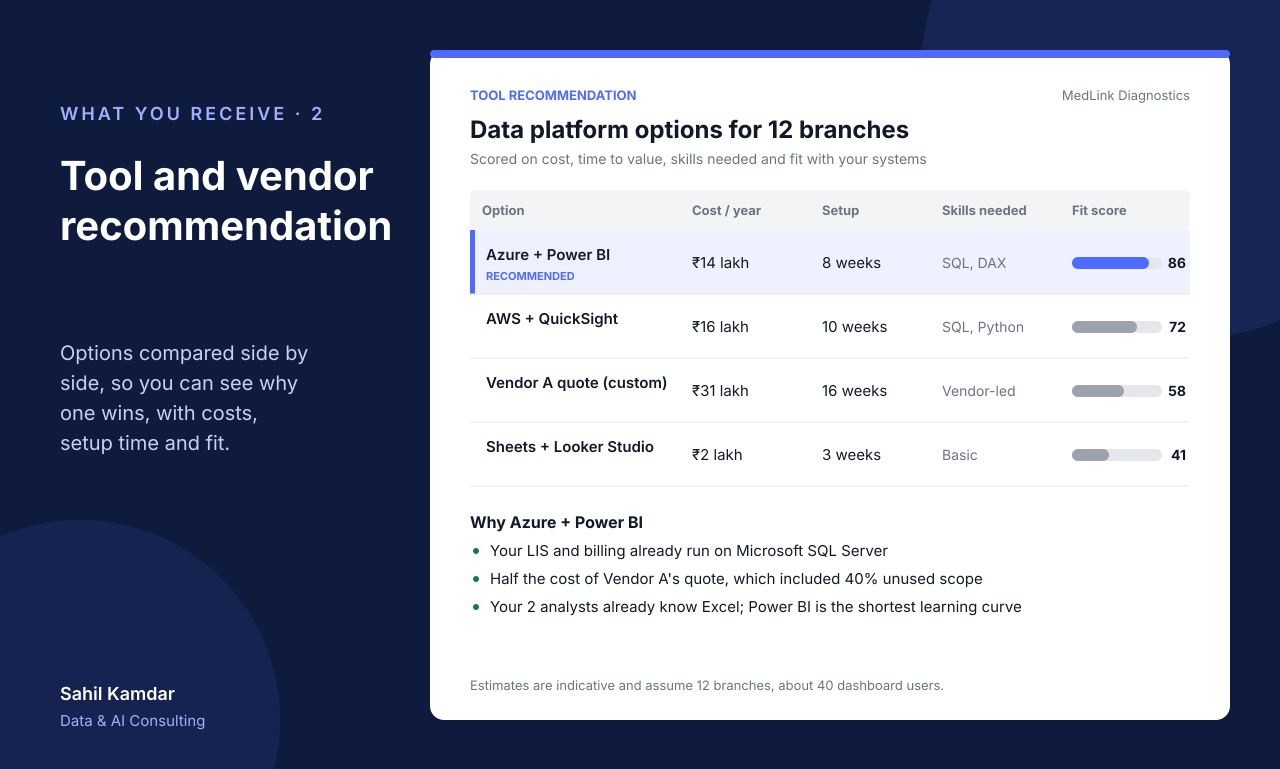 WHAT YOU RECEIVE · 2
Tool and vendor
recommendation
Options compared side by
side, so you can see why
one wins, with costs,
setup time and fit.
Sahil Kamdar
Data & AI Consulting
TOOL RECOMMENDATION MedLink Diagnostics
Data platform options for 12 branches
Scored on cost, time to value, skills needed and fit with your systems
Option Cost / year Setup Skills needed Fit score
Azure + Power BI ₹14 lakh 8 weeks SQL, DAX 86
RECOMMENDED
AWS + QuickSight ₹16 lakh 10 weeks SQL, Python 72
Vendor A quote (custom) ₹31 lakh 16 weeks Vendor-led 58
Sheets + Looker Studio ₹2 lakh 3 weeks Basic 41
Why Azure + Power BI
• Your LIS and billing already run on Microsoft SQL Server
• Half the cost of Vendor A's quote, which included 40% unused scope
• Your 2 analysts already know Excel; Power BI is the shortest learning curve
Estimates are indicative and assume 12 branches, about 40 dashboard users.